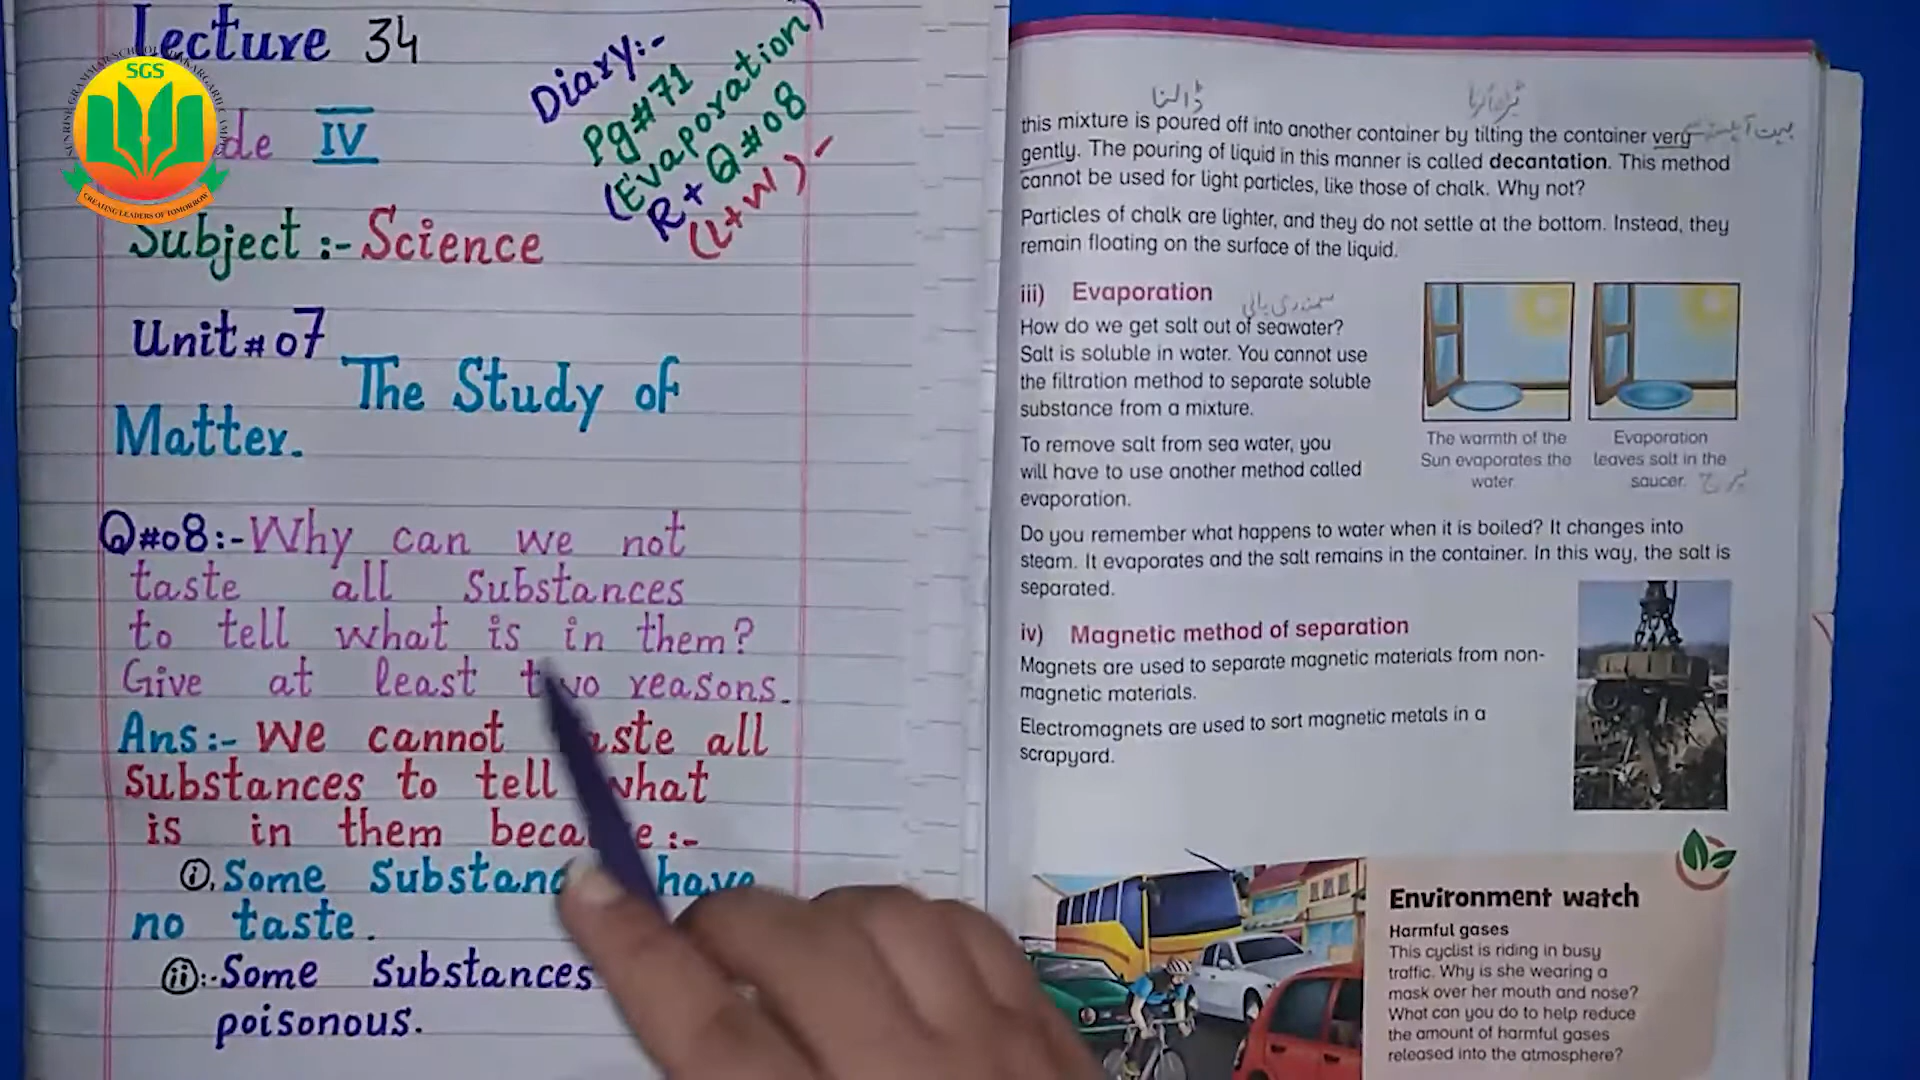 Lecture 34
SUNRISE GRAMMAR SCHOOL SHAKARGARH CAMPUS
SGS
CREATING LEADERS OF TOMORROW
IV
Subject :- Science
Unit # 07
The Study of
Matter.
Diary:-
Pg#71
(Evaporation)
R+ Q#08
(L+W)-
Q#08:- Why can we not
taste all Substances
to tell what is in them?
Give at least two reasons.
Ans:- We cannot taste all
Substances to tell what
is in them because:-
(i), Some Substances have
no taste.
(ii):- Some Substances
poisonous.
ڈالنا
this mixture is poured off into another container by tilting the container very
gently. The pouring of liquid in this manner is called decantation. This method
cannot be used for light particles, like those of chalk. Why not?
Particles of chalk are lighter, and they do not settle at the bottom. Instead, they
remain floating on the surface of the liquid.
iii) Evaporation
سمندری پانی
How do we get salt out of seawater?
Salt is soluble in water. You cannot use
the filtration method to separate soluble
substance from a mixture.
To remove salt from sea water, you
will have to use another method called
evaporation.
The warmth of the
Sun evaporates the
water
Evaporation
leaves salt in the
saucer.
Do you remember what happens to water when it is boiled? It changes into
steam. It evaporates and the salt remains in the container. In this way, the salt is
separated.
iv) Magnetic method of separation
Magnets are used to separate magnetic materials from non-
magnetic materials.
Electromagnets are used to sort magnetic metals in a
scrapyard.
Environment watch
Harmful gases
This cyclist is riding in busy
traffic. Why is she wearing a
mask over her mouth and nose?
What can you do to help reduce
the amount of harmful gases
released into the atmosphere?